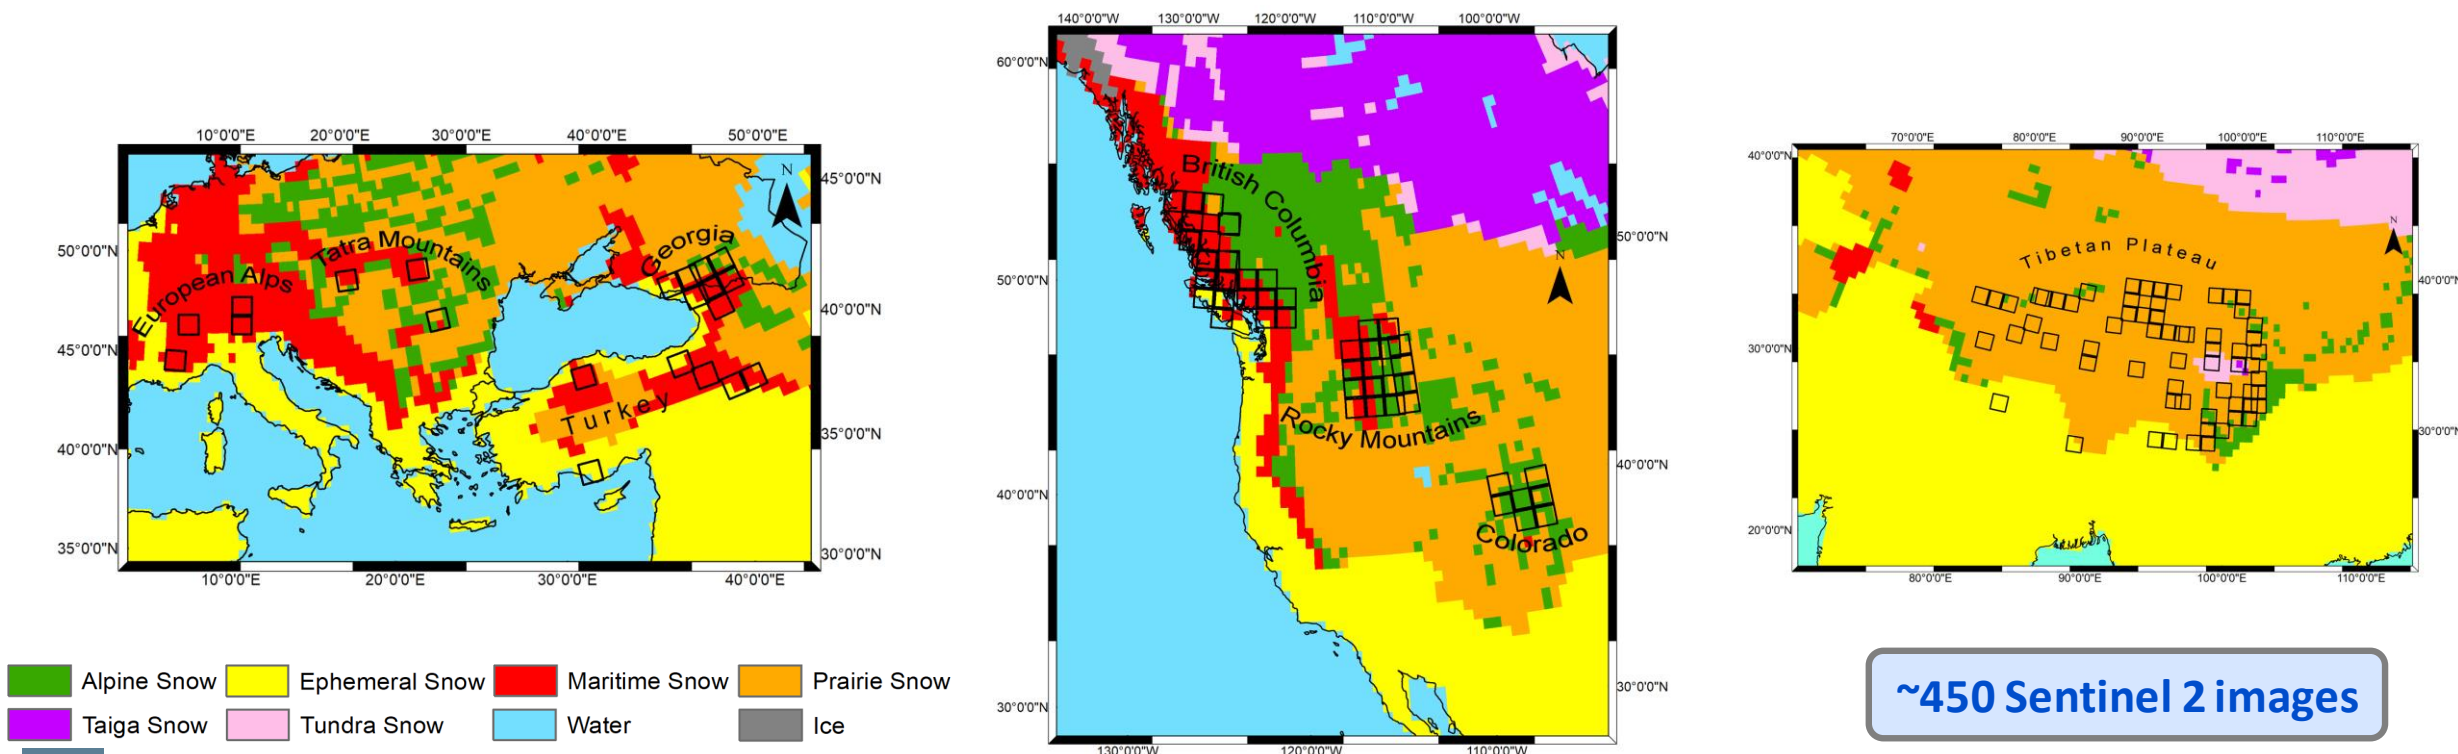 10°0'0"E 20°0'0"E 30°0'0"E 40°0'0"E 50°0'0"E
N
45°0'0"N
50°0'0"N
Georgia
Tatra Mountains
European Alps
40°0'0"N
45°0'0"N
Turkey
35°0'0"N
40°0'0"N
35°0'0"N
30°0'0"N
10°0'0"E 20°0'0"E 30°0'0"E 40°0'0"E
140°0'0"W 130°0'0"W 120°0'0"W 110°0'0"W 100°0'0"W
60°0'0"N
British Columbia
50°0'0"N
N
50°0'0"N
Rocky Mountains
40°0'0"N
40°0'0"N
Colorado
30°0'0"N
30°0'0"N
130°0'0"W 120°0'0"W 110°0'0"W
70°0'0"E 80°0'0"E 90°0'0"E 100°0'0"E 110°0'0"E
40°0'0"N
N
Tibetan Plateau
40°0'0"N
30°0'0"N
30°0'0"N
20°0'0"N
80°0'0"E 90°0'0"E 100°0'0"E 110°0'0"E
Alpine Snow Ephemeral Snow Maritime Snow Prairie Snow
Taiga Snow Tundra Snow Water Ice
~450 Sentinel 2 images